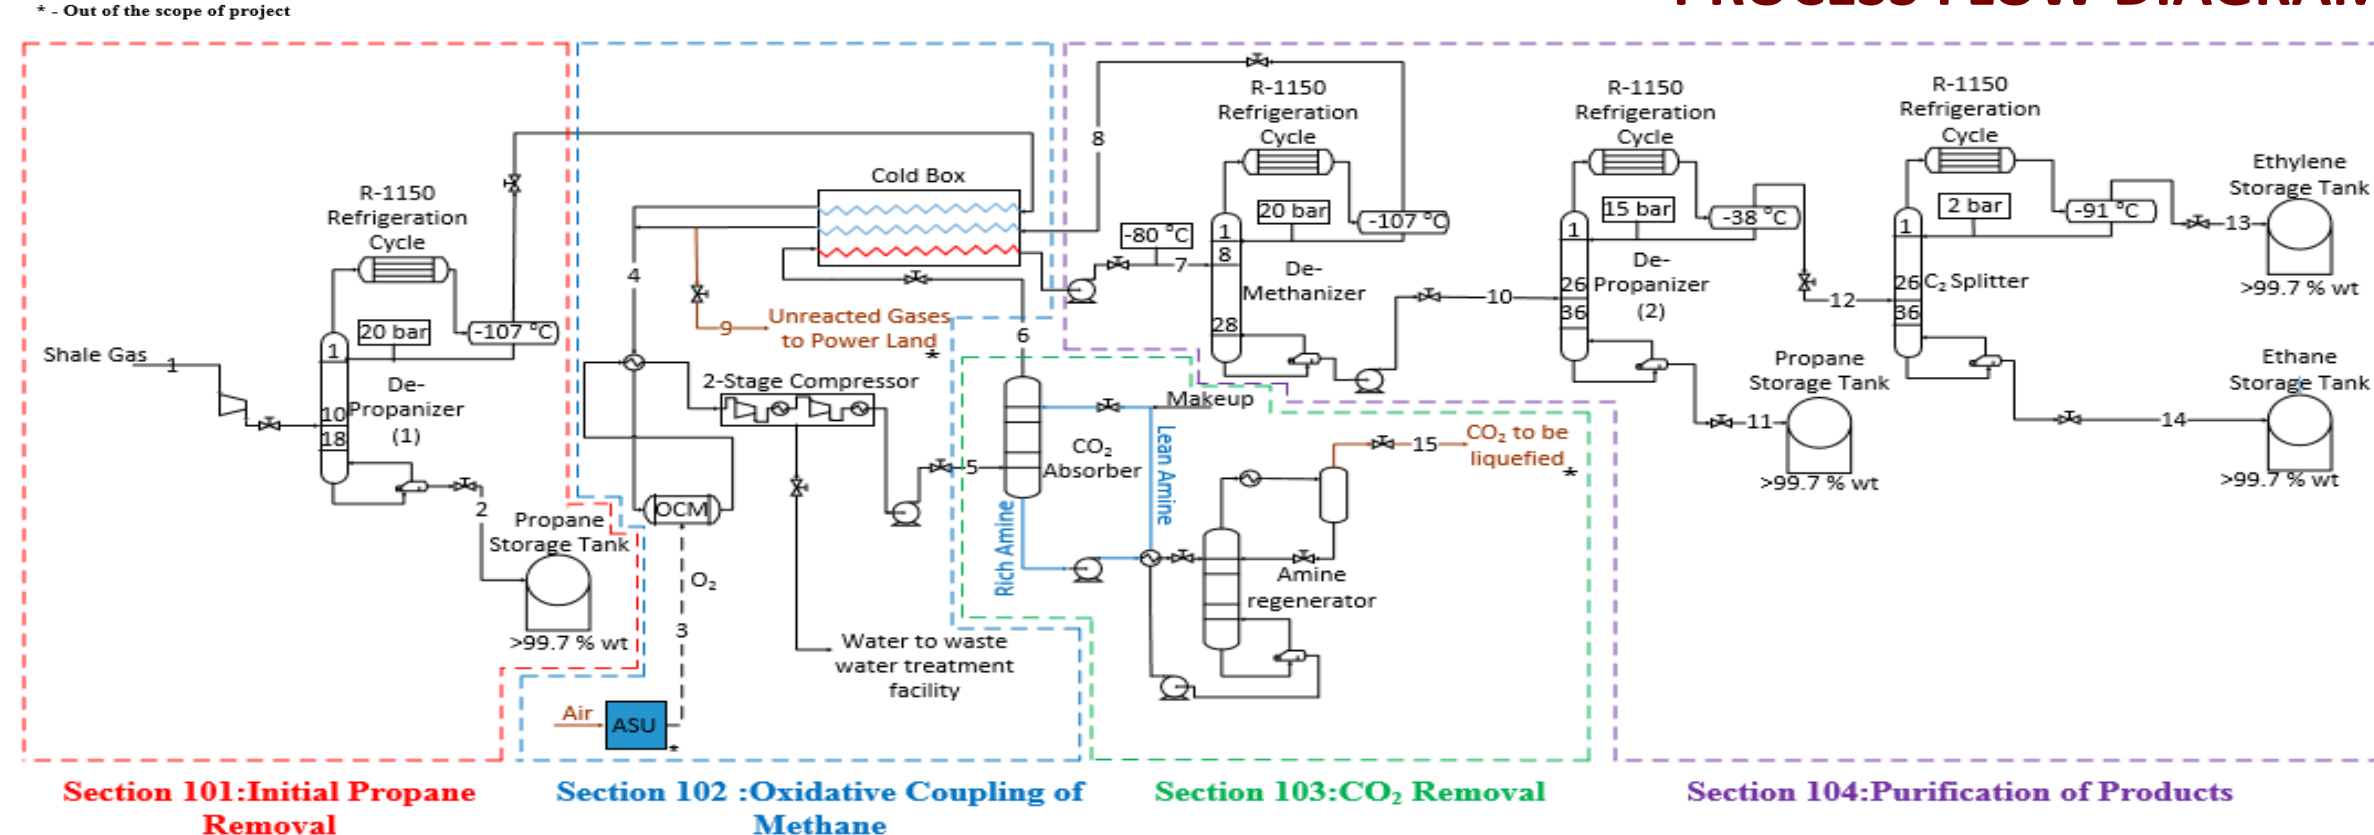 * - Out of the scope of project
PROCESS FLOW DIAGRAM
R-1150
Refrigeration
Cycle
20 bar
-107 °C
Shale Gas
1
1
10
18
De-
Propanizer
(1)
2
Propane
Storage Tank
>99.7 % wt
Cold Box
4
9
Unreacted Gases
to Power Land
*
2-Stage Compressor
OCM
O₂
3
Air
ASU
*
Water to waste
water treatment
facility
5
6
CO₂
Absorber
Rich Amine
Lean Amine
Makeup
Amine
regenerator
15
CO₂ to be
liquefied
*
8
R-1150
Refrigeration
Cycle
20 bar
-107 °C
-80 °C
7
1
8
28
De-
Methanizer
10
R-1150
Refrigeration
Cycle
15 bar
-38 °C
1
26
36
De-
Propanizer
(2)
11
Propane
Storage Tank
>99.7 % wt
12
R-1150
Refrigeration
Cycle
2 bar
-91 °C
1
26
36
C₂ Splitter
13
Ethylene
Storage Tank
>99.7 % wt
14
Ethane
Storage Tank
>99.7 % wt
Section 101:Initial Propane
Removal
Section 102 :Oxidative Coupling of
Methane
Section 103:CO₂ Removal
Section 104:Purification of Products